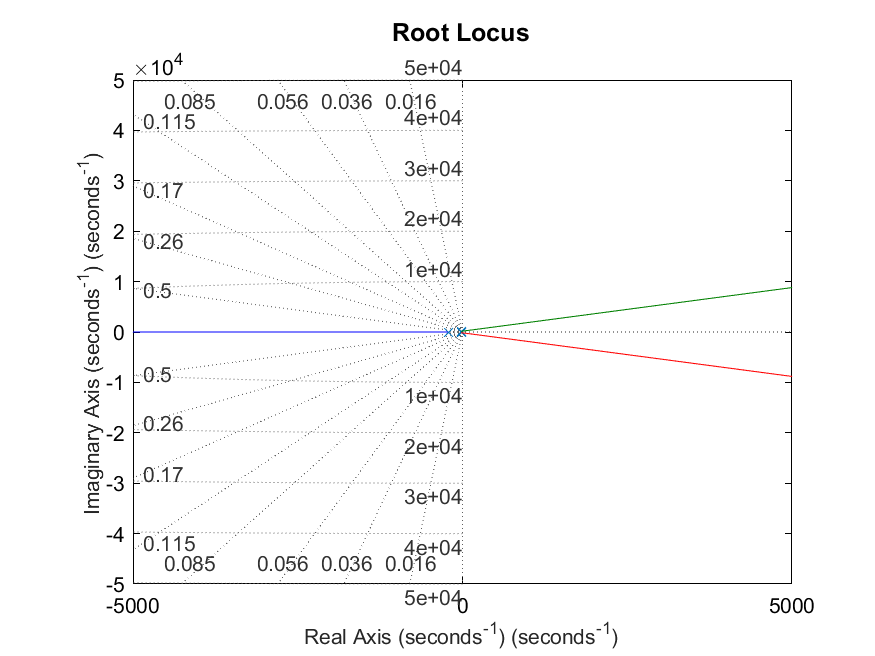 Root Locus
×10^4
5e+04
5
0.085 0.056 0.036 0.016
0.115
4e+04
4
3e+04
3
0.17
2e+04
2
0.26
1e+04
1
0.5
0
-1
0.5
1e+04
-2
0.26
2e+04
-3
0.17
3e+04
-4
0.115
4e+04
0.085 0.056 0.036 0.016
-5
5e+04
-5000 0 5000
Real Axis (seconds^-1) (seconds^-1)
Imaginary Axis (seconds^-1) (seconds^-1)